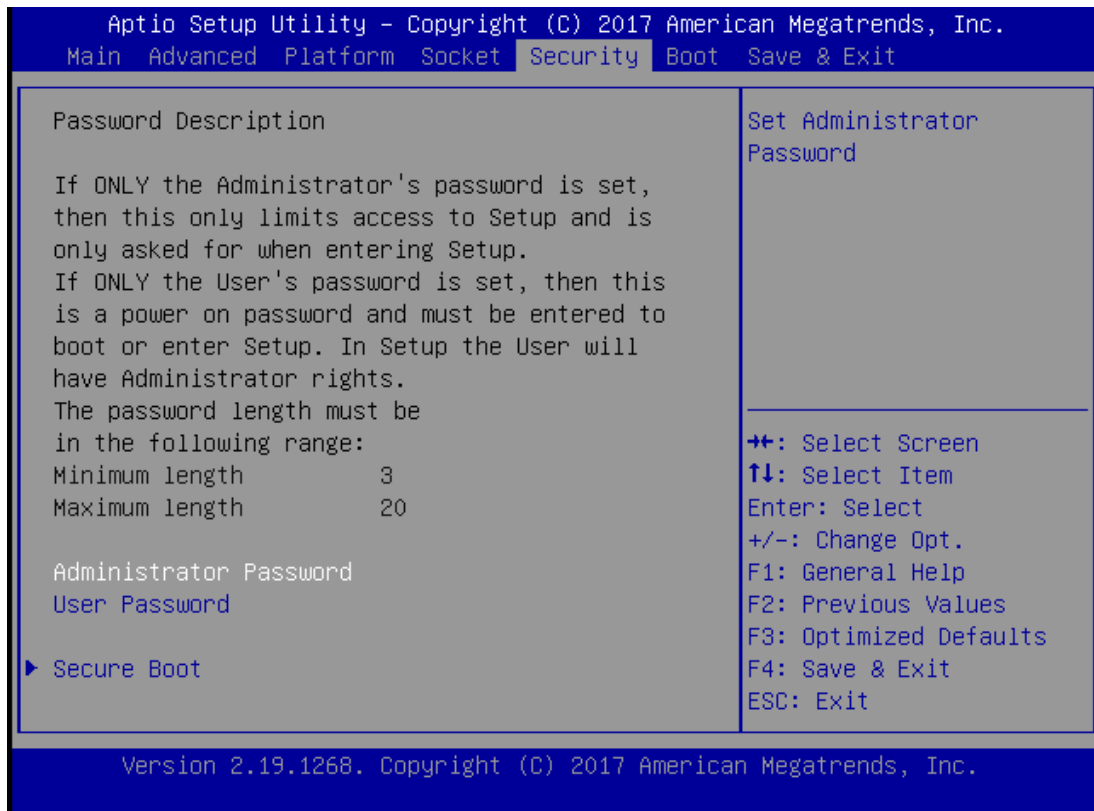 Aptio Setup Utility – Copyright (C) 2017 American Megatrends, Inc.
Main Advanced Platform Socket Security Boot Save & Exit
Password Description
If ONLY the Administrator's password is set,
then this only limits access to Setup and is
only asked for when entering Setup.
If ONLY the User's password is set, then this
is a power on password and must be entered to
boot or enter Setup. In Setup the User will
have Administrator rights.
The password length must be
in the following range:
Minimum length 3
Maximum length 20
Administrator Password
User Password
Secure Boot
Set Administrator
Password
→←: Select Screen
↑↓: Select Item
Enter: Select
+/-: Change Opt.
F1: General Help
F2: Previous Values
F3: Optimized Defaults
F4: Save & Exit
ESC: Exit
Version 2.19.1268. Copyright (C) 2017 American Megatrends, Inc.